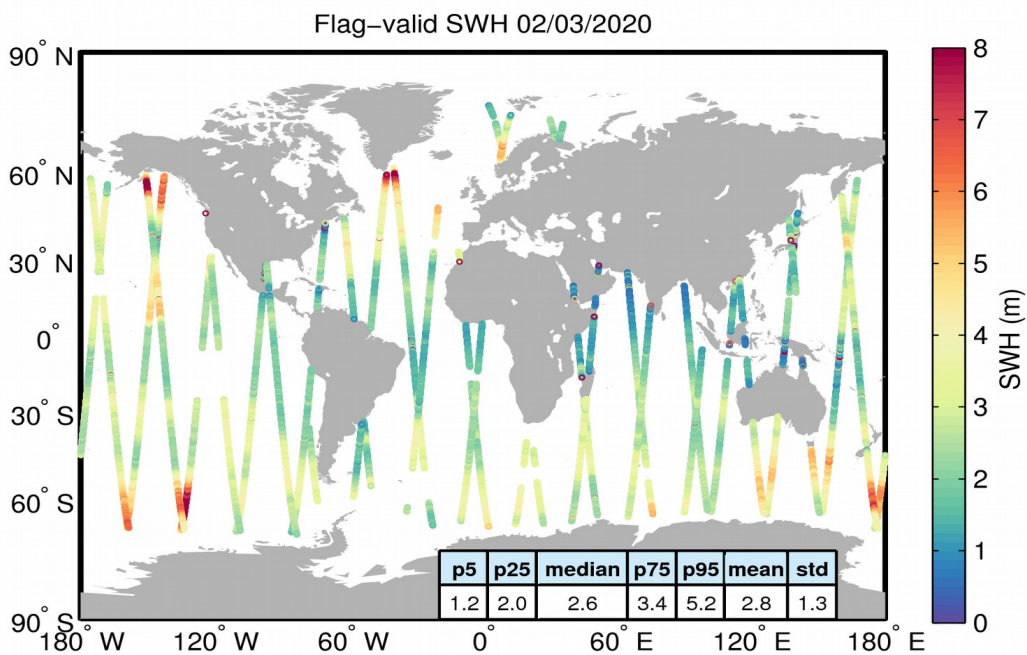 Flag−valid SWH 02/03/2020
90° N
60° N
30° N
0°
30° S
60° S
90° S
180° W
120° W
60° W
0°
60° E
120° E
180° E
p5 p25 median p75 p95 mean std
1.2 2.0 2.6 3.4 5.2 2.8 1.3
8
7
6
5
4
3
2
1
0
SWH (m)